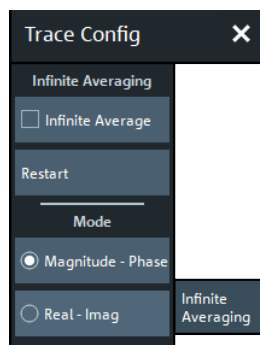 Trace Config
Infinite Averaging
Infinite Average
Restart
Mode
Magnitude - Phase
Real - Imag
Infinite
Averaging